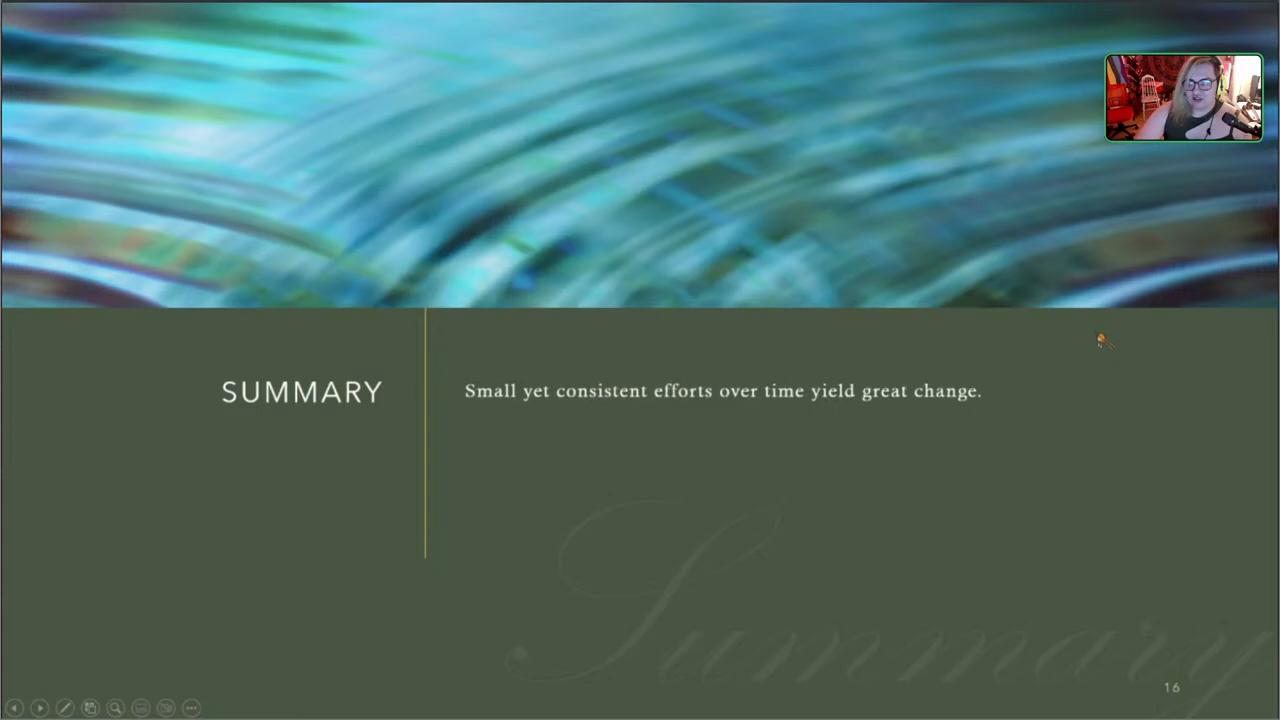 SUMMARY
Small yet consistent efforts over time yield great change.
Summary
16